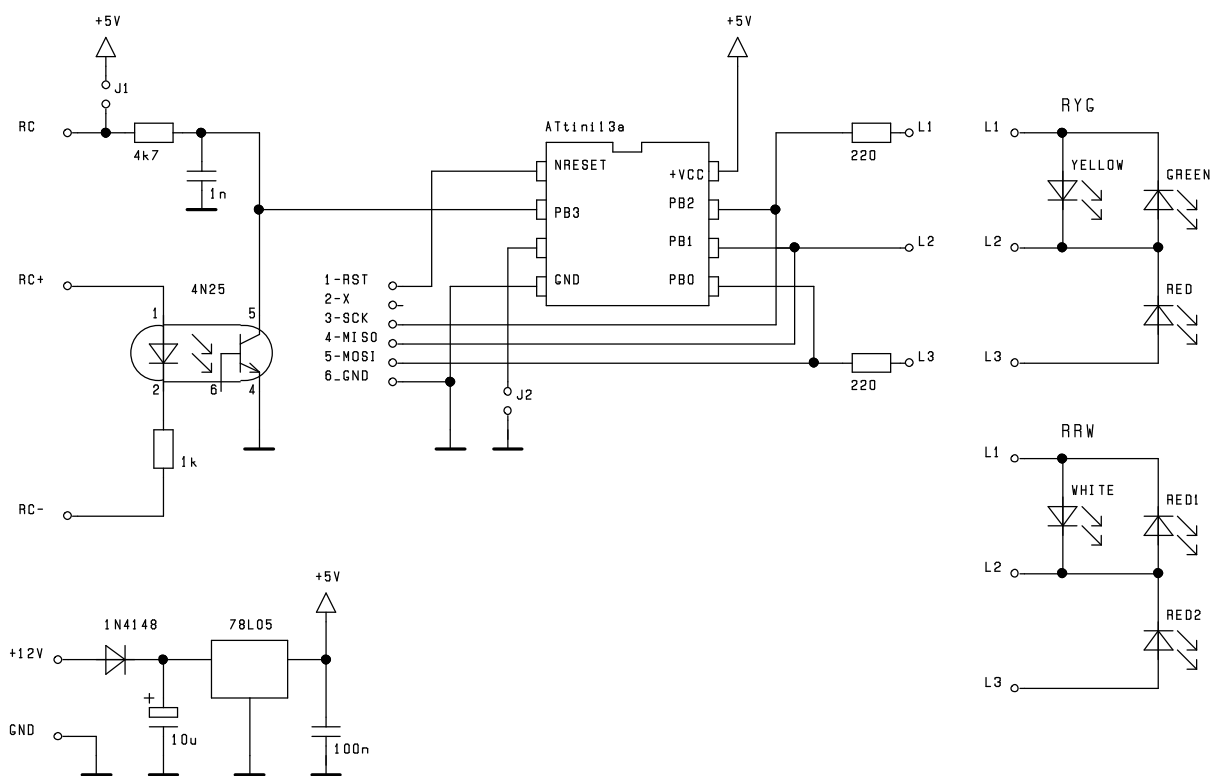 +5V
+5V
J1
RC
4k7
1n
ATtini13a
NRESET
+VCC
PB3
PB2
PB1
GND
PB0
L1
220
L2
L3
220
RC+
4N25
1
5
2
6
4
1k
RC-
1-RST
2-X
3-SCK
4-MISO
5-MOSI
6_GND
J2
RYG
L1
YELLOW
GREEN
L2
RED
L3
RRW
L1
WHITE
RED1
L2
RED2
L3
+5V
1N4148
78L05
+12V
+
10u
100n
GND